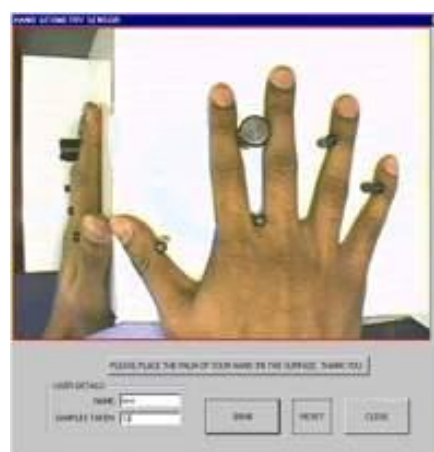 HAND GEOMETRY SENSOR
PLEASE PLACE THE PALM OF YOUR HAND ON THE SURFACE. THANK YOU
USER DETAILS
NAME
SAMPLES TAKEN
RESET
CLOSE